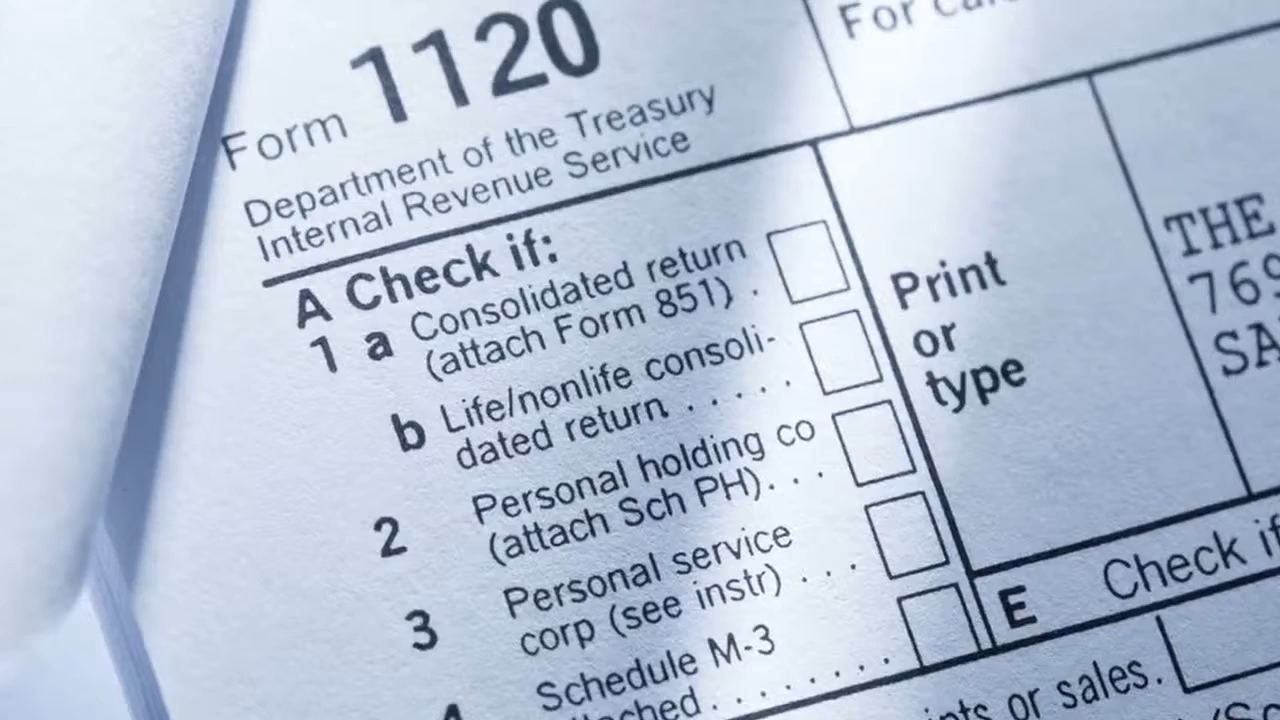 Form 1120
Department of the Treasury
Internal Revenue Service
For
A Check if:
1 a Consolidated return
(attach Form 851) .
b Life/nonlife consoli-
dated return . . . . .
2 Personal holding co
(attach Sch PH). . .
3 Personal service
corp (see instr) . . .
4 Schedule M-3
. . . . . . . .
Print
or
type
THE
769
SA
E Check if
or sales.